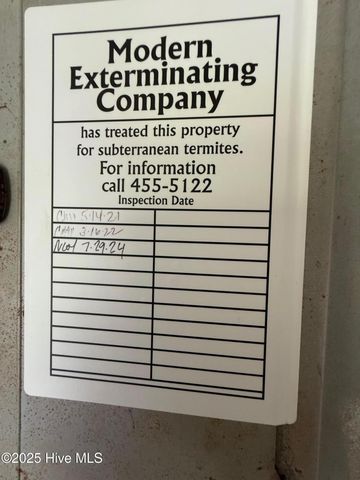 Modern
Exterminating
Company
has treated this property
for subterranean termites.
For information
call 455-5122
Inspection Date
5.14.21
3-16-22
7.29.24
©2025 Hive MLS